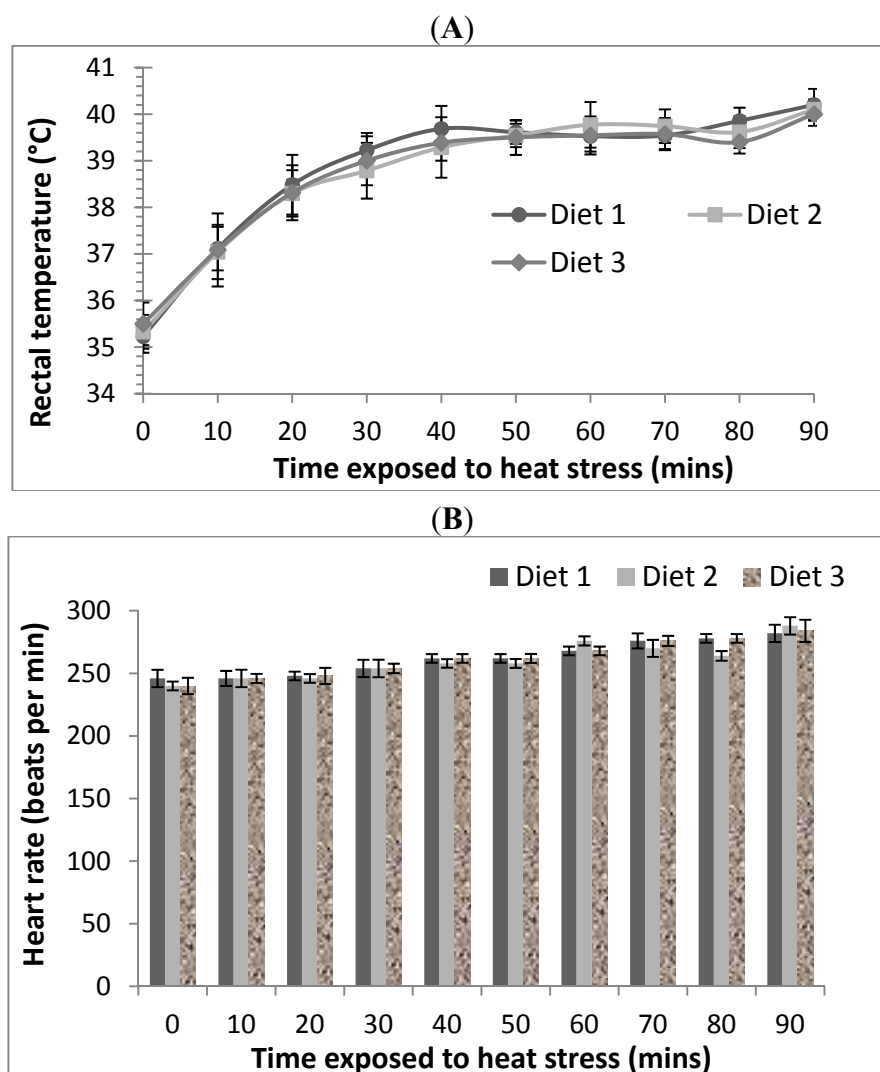 (A)
Rectal temperature (°C)
41
40
39
38
37
36
35
34
Diet 1
Diet 2
Diet 3
0 10 20 30 40 50 60 70 80 90
Time exposed to heat stress (mins)
(B)
Diet 1 Diet 2 Diet 3
Heart rate (beats per min)
300
250
200
150
100
50
0
0 10 20 30 40 50 60 70 80 90
Time exposed to heat stress (mins)